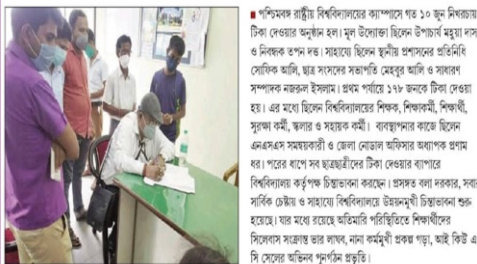 ■ পশ্চিমবঙ্গ রাষ্ট্রীয় বিশ্ববিদ্যালয়ের ক্যাম্পাসে গত ১০ জুন নিখরচায়
টিকা দেওয়ার অনুষ্ঠান হল। মূল উদ্যোক্তা ছিলেন উপাচার্য মহুয়া দাস
ও নিবন্ধক তপন দত্ত। সাহায্যে ছিলেন স্থানীয় প্রশাসনের প্রতিনিধি
সোফিক আলি, ছাত্র সংসদের সভাপতি মেহবুর আলি ও সাধারণ
সম্পাদক নজরুল ইসলাম। প্রথম পর্যায়ে ১৭৮ জনকে টিকা দেওয়া
হয়। এর মধ্যে ছিলেন বিশ্ববিদ্যালয়ের শিক্ষক, শিক্ষাকর্মী, শিক্ষার্থী,
সুরক্ষা কর্মী, স্কলার ও সহায়ক কর্মী। ব্যবস্থাপনার কাজে ছিলেন
এনএসএস সমন্বয়কারী ও জেলা নোডাল অফিসার অধ্যাপক প্রণাম
ধর। পরের ধাপে সব ছাত্রছাত্রীদের টিকা দেওয়ার ব্যাপারে
বিশ্ববিদ্যালয় কর্তৃপক্ষ চিন্তাভাবনা করছেন। প্রসঙ্গত বলা দরকার, সবার
সার্বিক চেষ্টায় ও সাহায্যে বিশ্ববিদ্যালয়ে উন্নয়নমুখী চিন্তাভাবনা শুরু
হয়েছে। যার মধ্যে রয়েছে অতিমারি পরিস্থিতিতে শিক্ষার্থীদের
সিলেবাস সংক্রান্ত ভার লাঘব, নানা কর্মমুখী প্রকল্প গড়া, আই কিউ এ
সি সেলের অভিনব পুনর্গঠন প্রভৃতি।